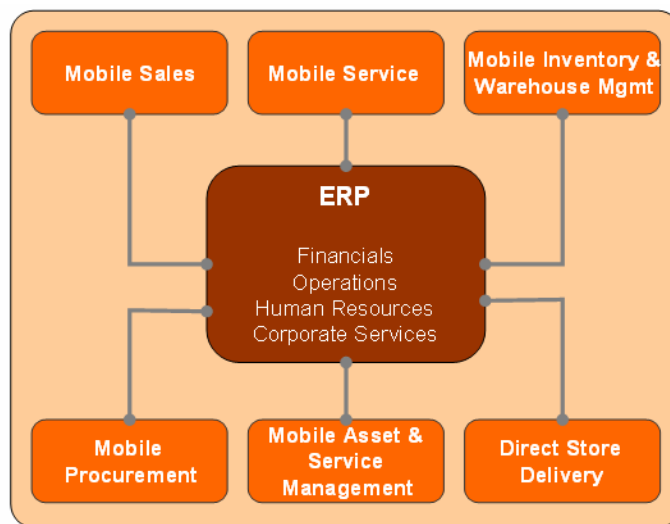 Mobile Sales
Mobile Service
Mobile Inventory &
Warehouse Mgmt
ERP
Financials
Operations
Human Resources
Corporate Services
Mobile
Procurement
Mobile Asset &
Service
Management
Direct Store
Delivery